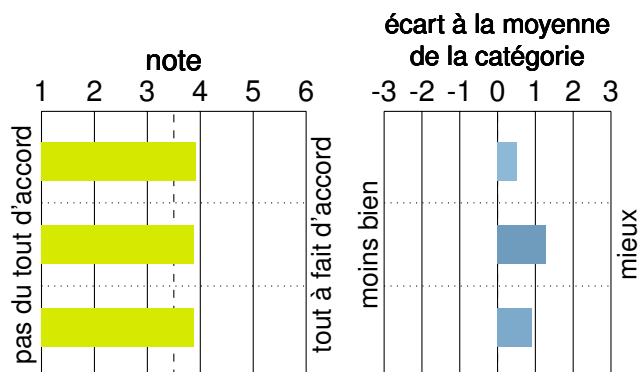 note
1 2 3 4 5 6
pas du tout d'accord
tout à fait d'accord
écart à la moyenne
de la catégorie
-3 -2 -1 0 1 2 3
moins bien
mieux